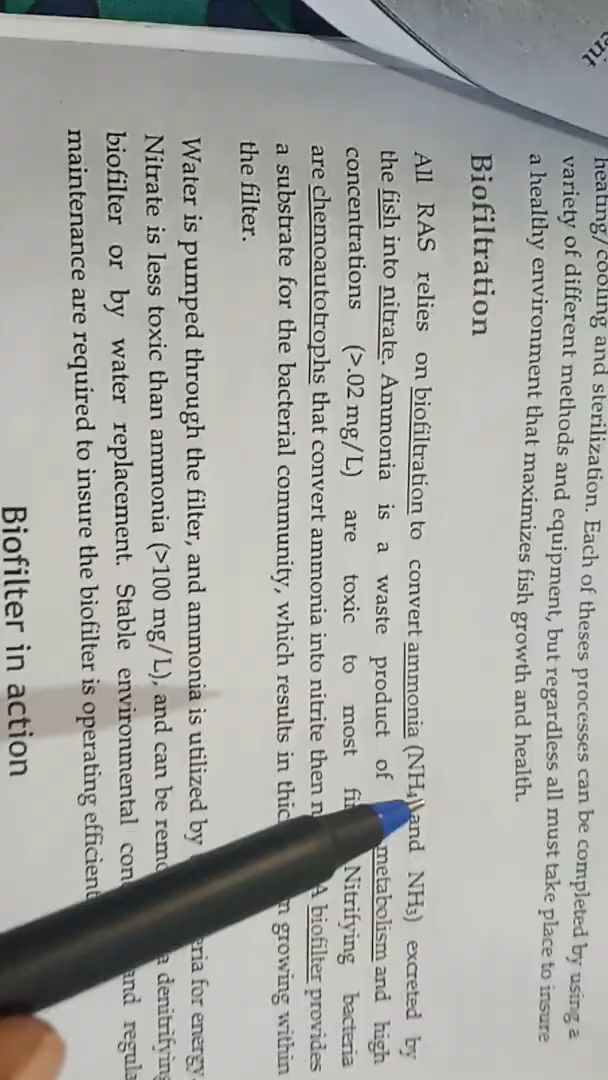 heating/cooling and sterilization. Each of theses processes can be completed by using a
variety of different methods and equipment, but regardless all must take place to insure
a healthy environment that maximizes fish growth and health.
Biofiltration
All RAS relies on biofiltration to convert ammonia (NH₄ and NH₃) excreted by
the fish into nitrate. Ammonia is a waste product of metabolism and high
concentrations (>.02 mg/L) are toxic to most Nitrifying bacteria
are chemoautotrophs that convert ammonia into nitrite then A biofilter provides
a substrate for the bacterial community, which results in growing within
the filter.
Water is pumped through the filter, and ammonia is utilized by for energy.
Nitrate is less toxic than ammonia (>100 mg/L), and can be denitrifying
biofilter or by water replacement. Stable environmental and
maintenance are required to insure the biofilter is operating
Biofilter in action